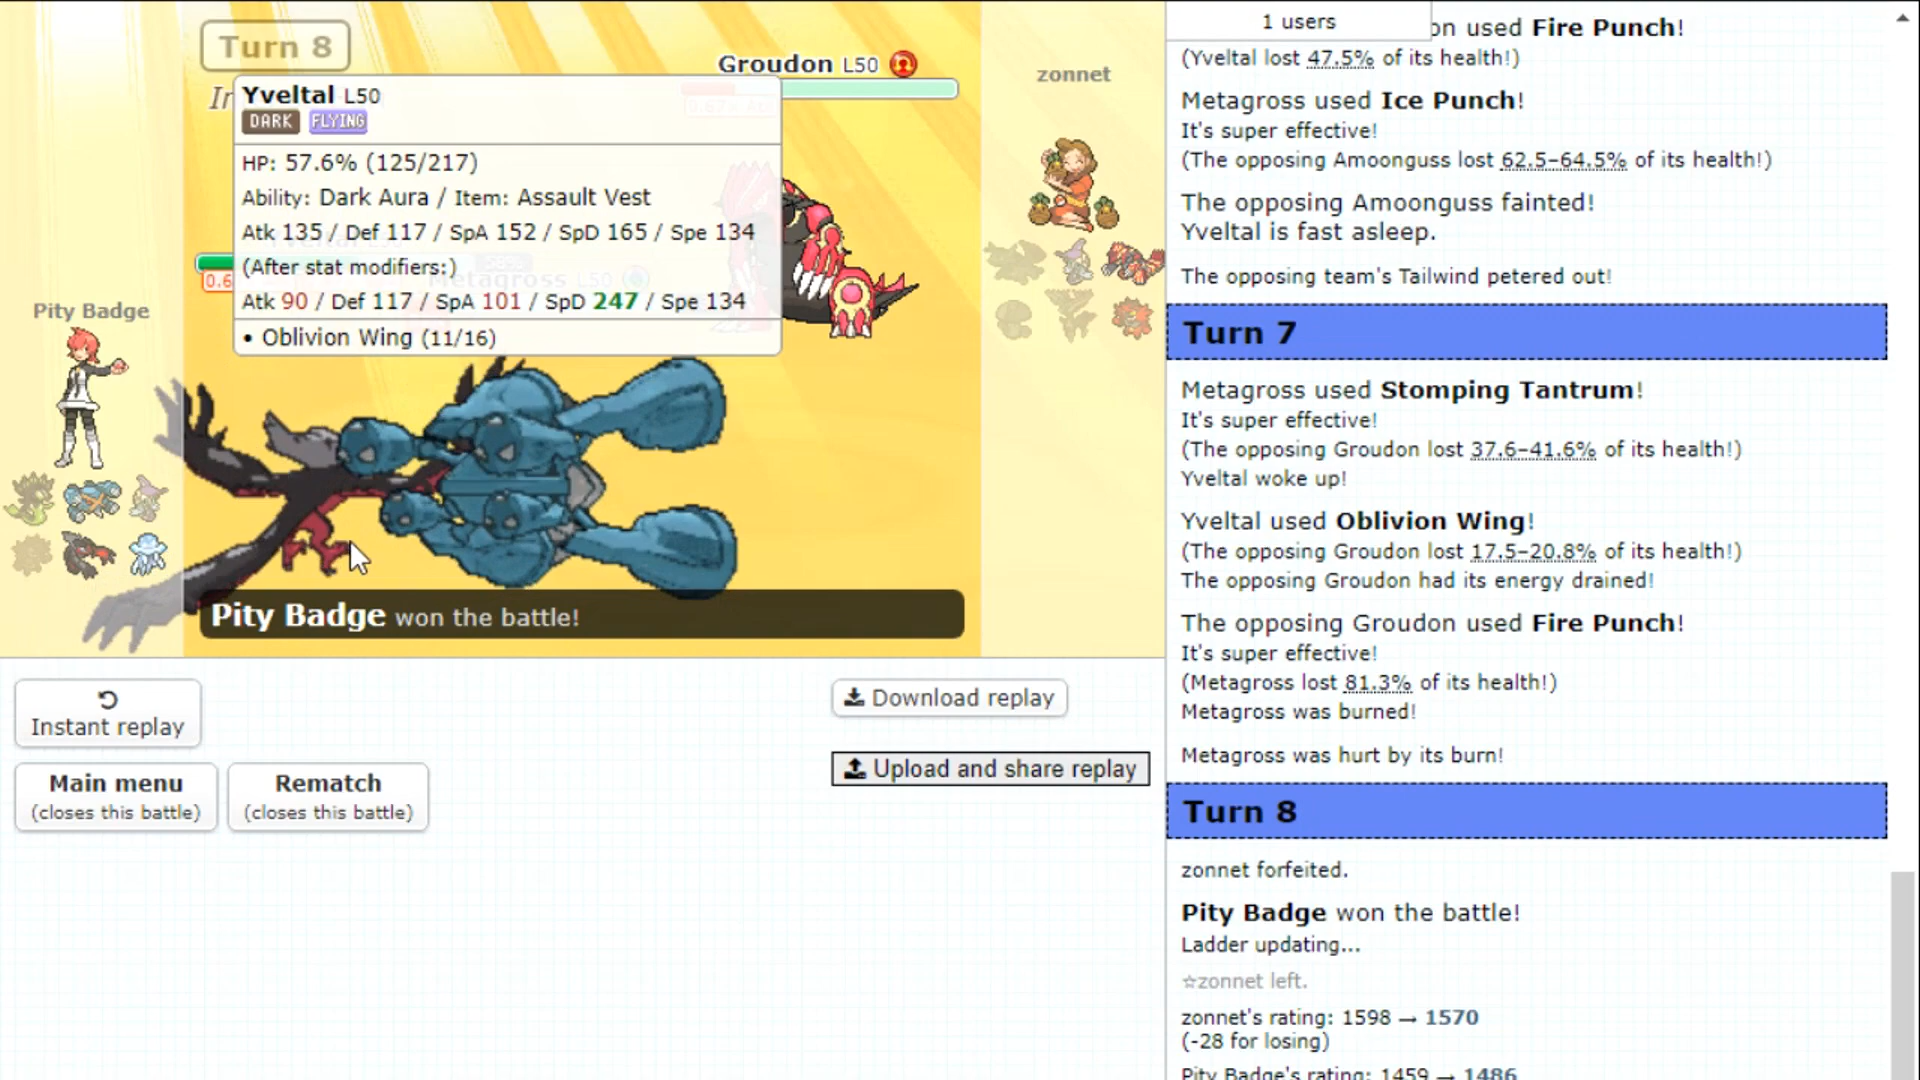 Turn 8
In
Groudon L50
Yveltal L50
DARK FLYING
HP: 57.6% (125/217)
Ability: Dark Aura / Item: Assault Vest
Atk 135 / Def 117 / SpA 152 / SpD 165 / Spe 134
(After stat modifiers:)
Metagross L50
Atk 90 / Def 117 / SpA 101 / SpD 247 / Spe 134
• Oblivion Wing (11/16)
0.6
Pity Badge
zonnet
Pity Badge won the battle!
Instant replay
Main menu
(closes this battle)
Rematch
(closes this battle)
Download replay
Upload and share replay
1 users
on used Fire Punch!
(Yveltal lost 47.5% of its health!)
Metagross used Ice Punch!
It's super effective!
(The opposing Amoonguss lost 62.5–64.5% of its health!)
The opposing Amoonguss fainted!
Yveltal is fast asleep.
The opposing team's Tailwind petered out!
Turn 7
Metagross used Stomping Tantrum!
It's super effective!
(The opposing Groudon lost 37.6–41.6% of its health!)
Yveltal woke up!
Yveltal used Oblivion Wing!
(The opposing Groudon lost 17.5–20.8% of its health!)
The opposing Groudon had its energy drained!
The opposing Groudon used Fire Punch!
It's super effective!
(Metagross lost 81.3% of its health!)
Metagross was burned!
Metagross was hurt by its burn!
Turn 8
zonnet forfeited.
Pity Badge won the battle!
Ladder updating...
☆zonnet left.
zonnet's rating: 1598 → 1570
(-28 for losing)
Pity Badge's rating: 1459 → 1486